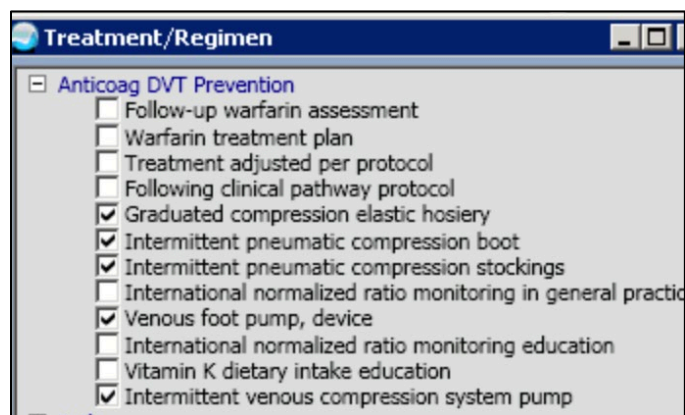 Treatment/Regimen
Anticoag DVT Prevention
Follow-up warfarin assessment
Warfarin treatment plan
Treatment adjusted per protocol
Following clinical pathway protocol
Graduated compression elastic hosiery
Intermittent pneumatic compression boot
Intermittent pneumatic compression stockings
International normalized ratio monitoring in general practic
Venous foot pump, device
International normalized ratio monitoring education
Vitamin K dietary intake education
Intermittent venous compression system pump